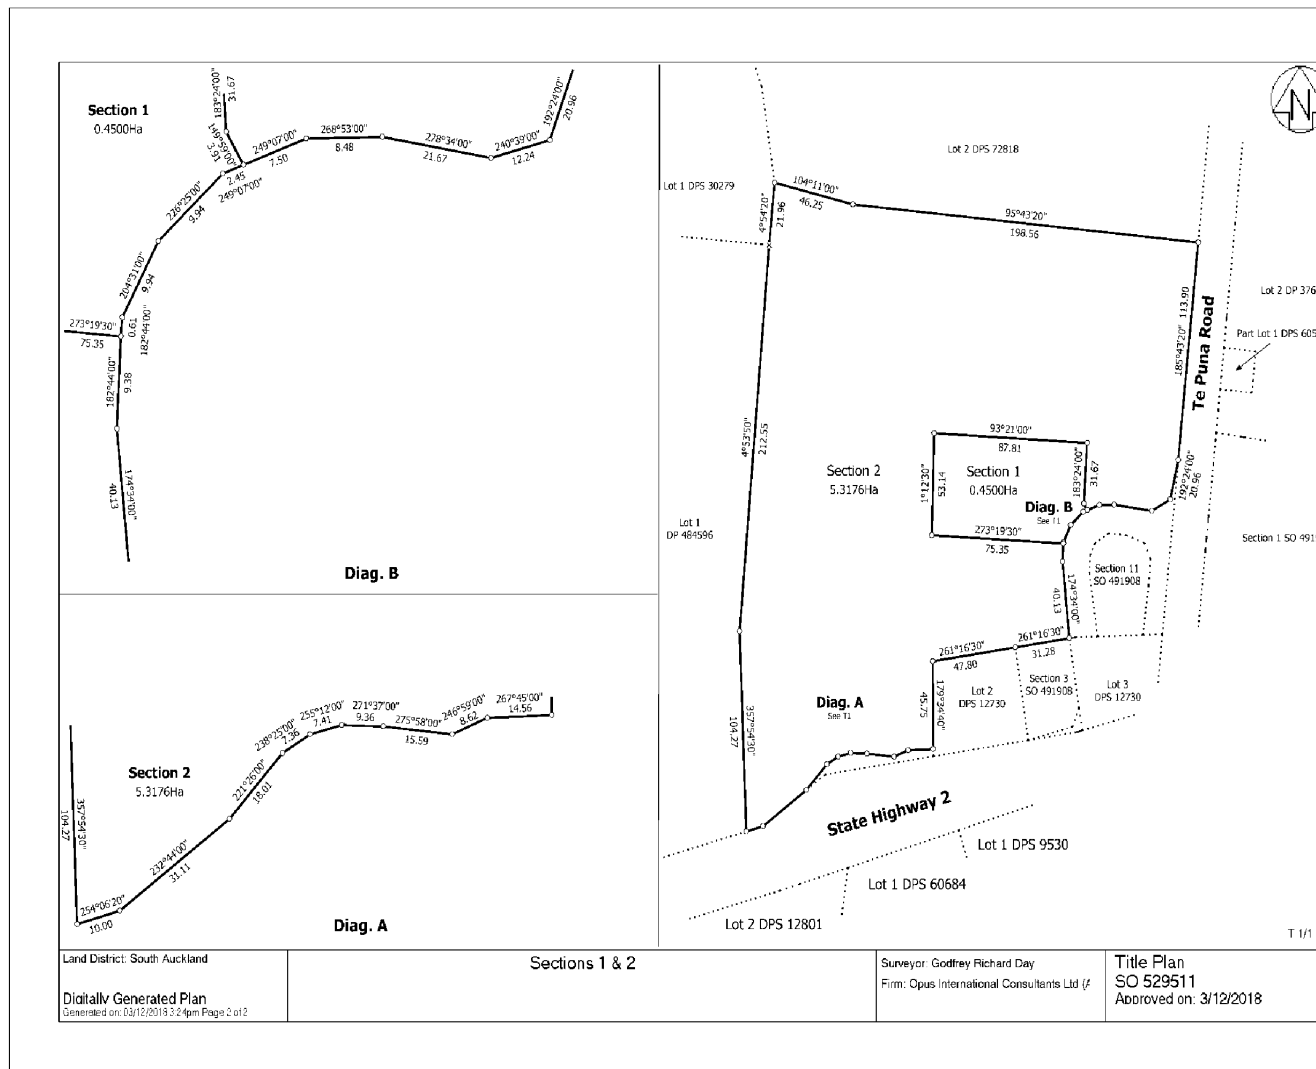 Section 1
0.4500Ha
183°24'00"
31.67
149°59'00"
3.91
249°07'00"
7.50
268°53'00"
8.48
278°34'00"
21.67
240°39'00"
12.24
192°24'00"
20.96
2.45
249°07'00"
226°25'00"
9.94
204°31'00"
9.94
0.61
182°44'00"
273°19'30"
75.35
182°44'00"
9.38
174°34'00"
40.13
Diag. B
Section 2
5.3176Ha
357°54'30"
104.27
254°06'20"
10.00
232°44'00"
31.11
221°26'00"
18.01
238°25'00"
7.36
255°12'00"
7.41
271°37'00"
9.36
275°58'00"
15.59
246°59'00"
8.62
267°45'00"
14.56
Diag. A
N
Lot 2 DPS 72818
Lot 1 DPS 30279
104°11'00"
46.25
4°54'20"
21.96
95°43'20"
198.56
185°43'20"
113.90
Te Puna Road
Lot 2 DP 376
Part Lot 1 DPS 605
4°53'50"
212.55
93°21'00"
87.81
Section 2
5.3176Ha
Section 1
0.4500Ha
1°12'30"
53.14
183°24'00"
31.67
192°24'00"
20.96
Diag. B
See T1
273°19'30"
75.35
Lot 1
DP 484596
Section 1 SO 491
Section 11
SO 491908
174°34'00"
40.13
261°16'30"
47.80
261°16'30"
31.28
Section 3
SO 491908
Lot 2
DPS 12730
Lot 3
DPS 12730
179°34'40"
45.75
Diag. A
See T1
357°54'30"
104.27
State Highway 2
Lot 1 DPS 9530
Lot 1 DPS 60684
Lot 2 DPS 12801
T 1/1
Land District: South Auckland
Digitally Generated Plan
Generated on: 03/12/2018 3:24pm Page 2 of 2
Sections 1 & 2
Surveyor: Godfrey Richard Day
Firm: Opus International Consultants Ltd (A
Title Plan
SO 529511
Approved on: 3/12/2018